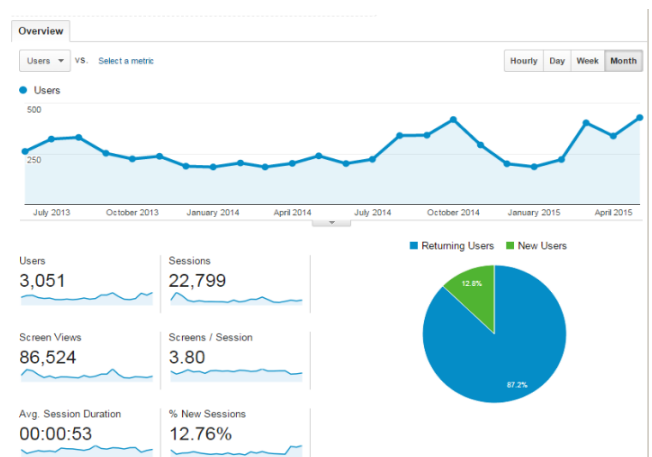 Overview
Users VS. Select a metric
Hourly Day Week Month
Users
500
250
July 2013 October 2013 January 2014 April 2014 July 2014 October 2014 January 2015 April 2015
Returning Users New Users
Users
3,051
Sessions
22,799
12.8%
87.2%
Screen Views
86,524
Screens / Session
3.80
Avg. Session Duration
00:00:53
% New Sessions
12.76%